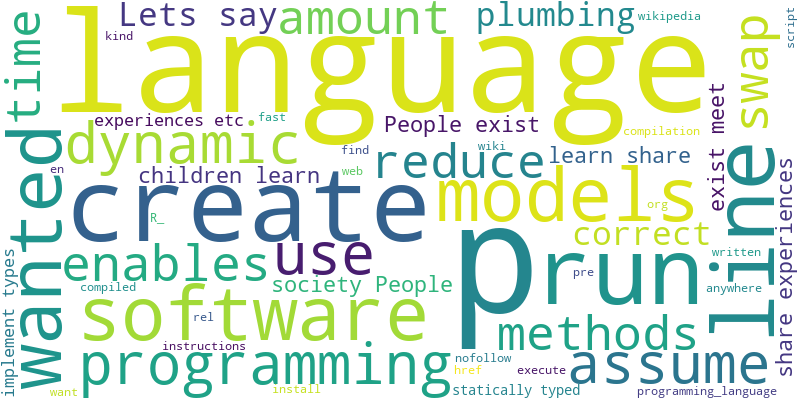 Lets say
amount
plumbing
wikipedia
script
kind
language
time
swap
experiences etc
fast
People exist
compilation
dynamic
wanted
children learn
find
wiki
web
reduce
learn share
exist meet
line
en
create
R_
models
org
correct
share experiences
enables
use
p
run
written
implement types
compiled
society People
pre
anywhere
software
rel
methods
assume
instructions
programming
nofollow
href
execute
want
install
statically typed
programming_language